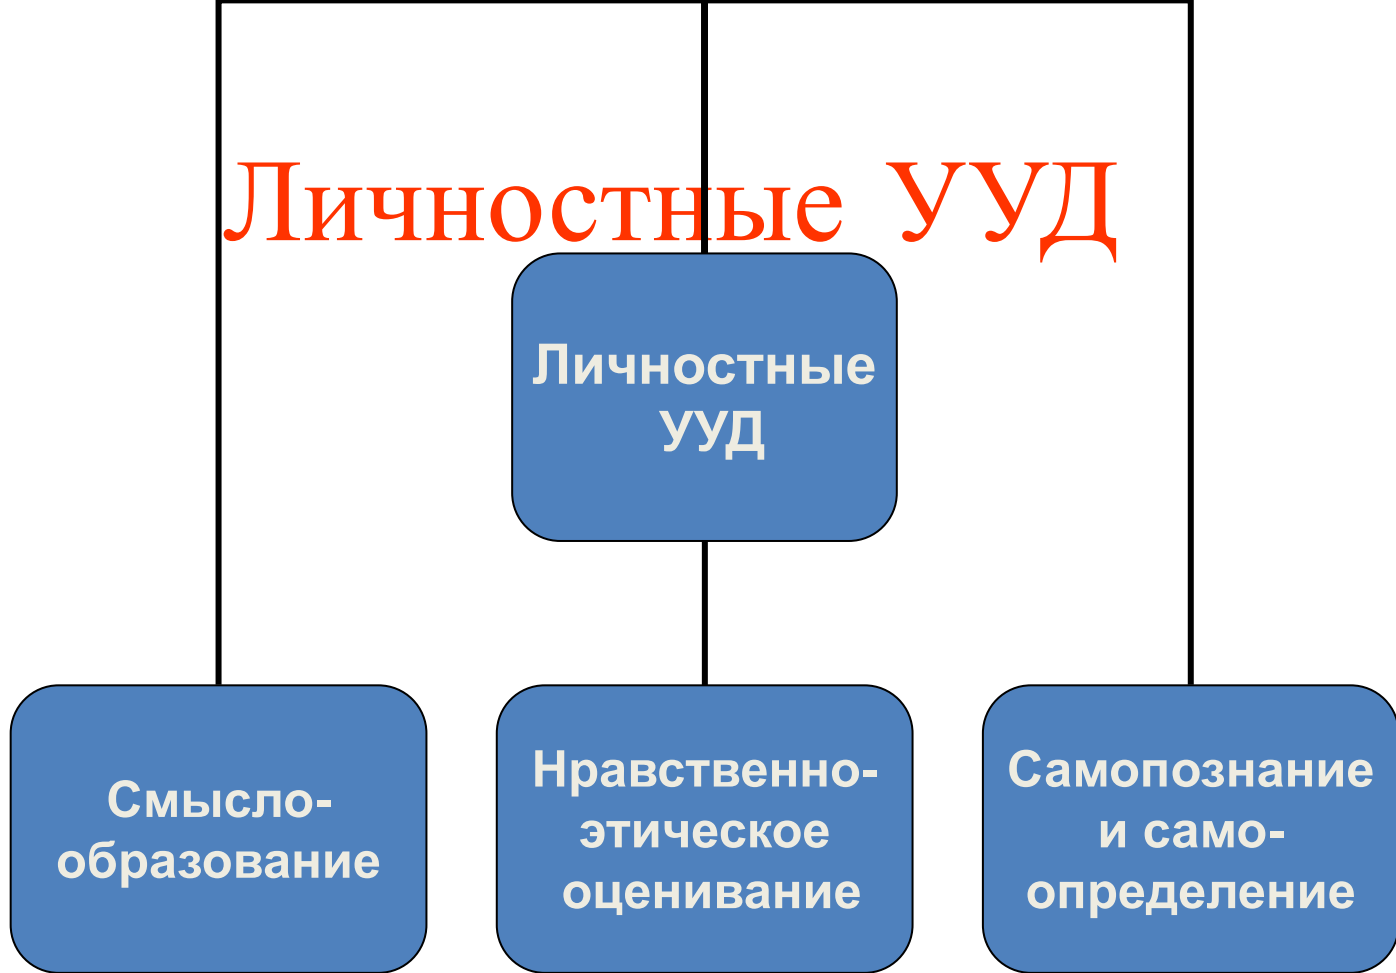 Личностные УУД
Личностные
УУД
Смысло-
образование
Нравственно-
этическое
оценивание
Самопознание
и само-
определение